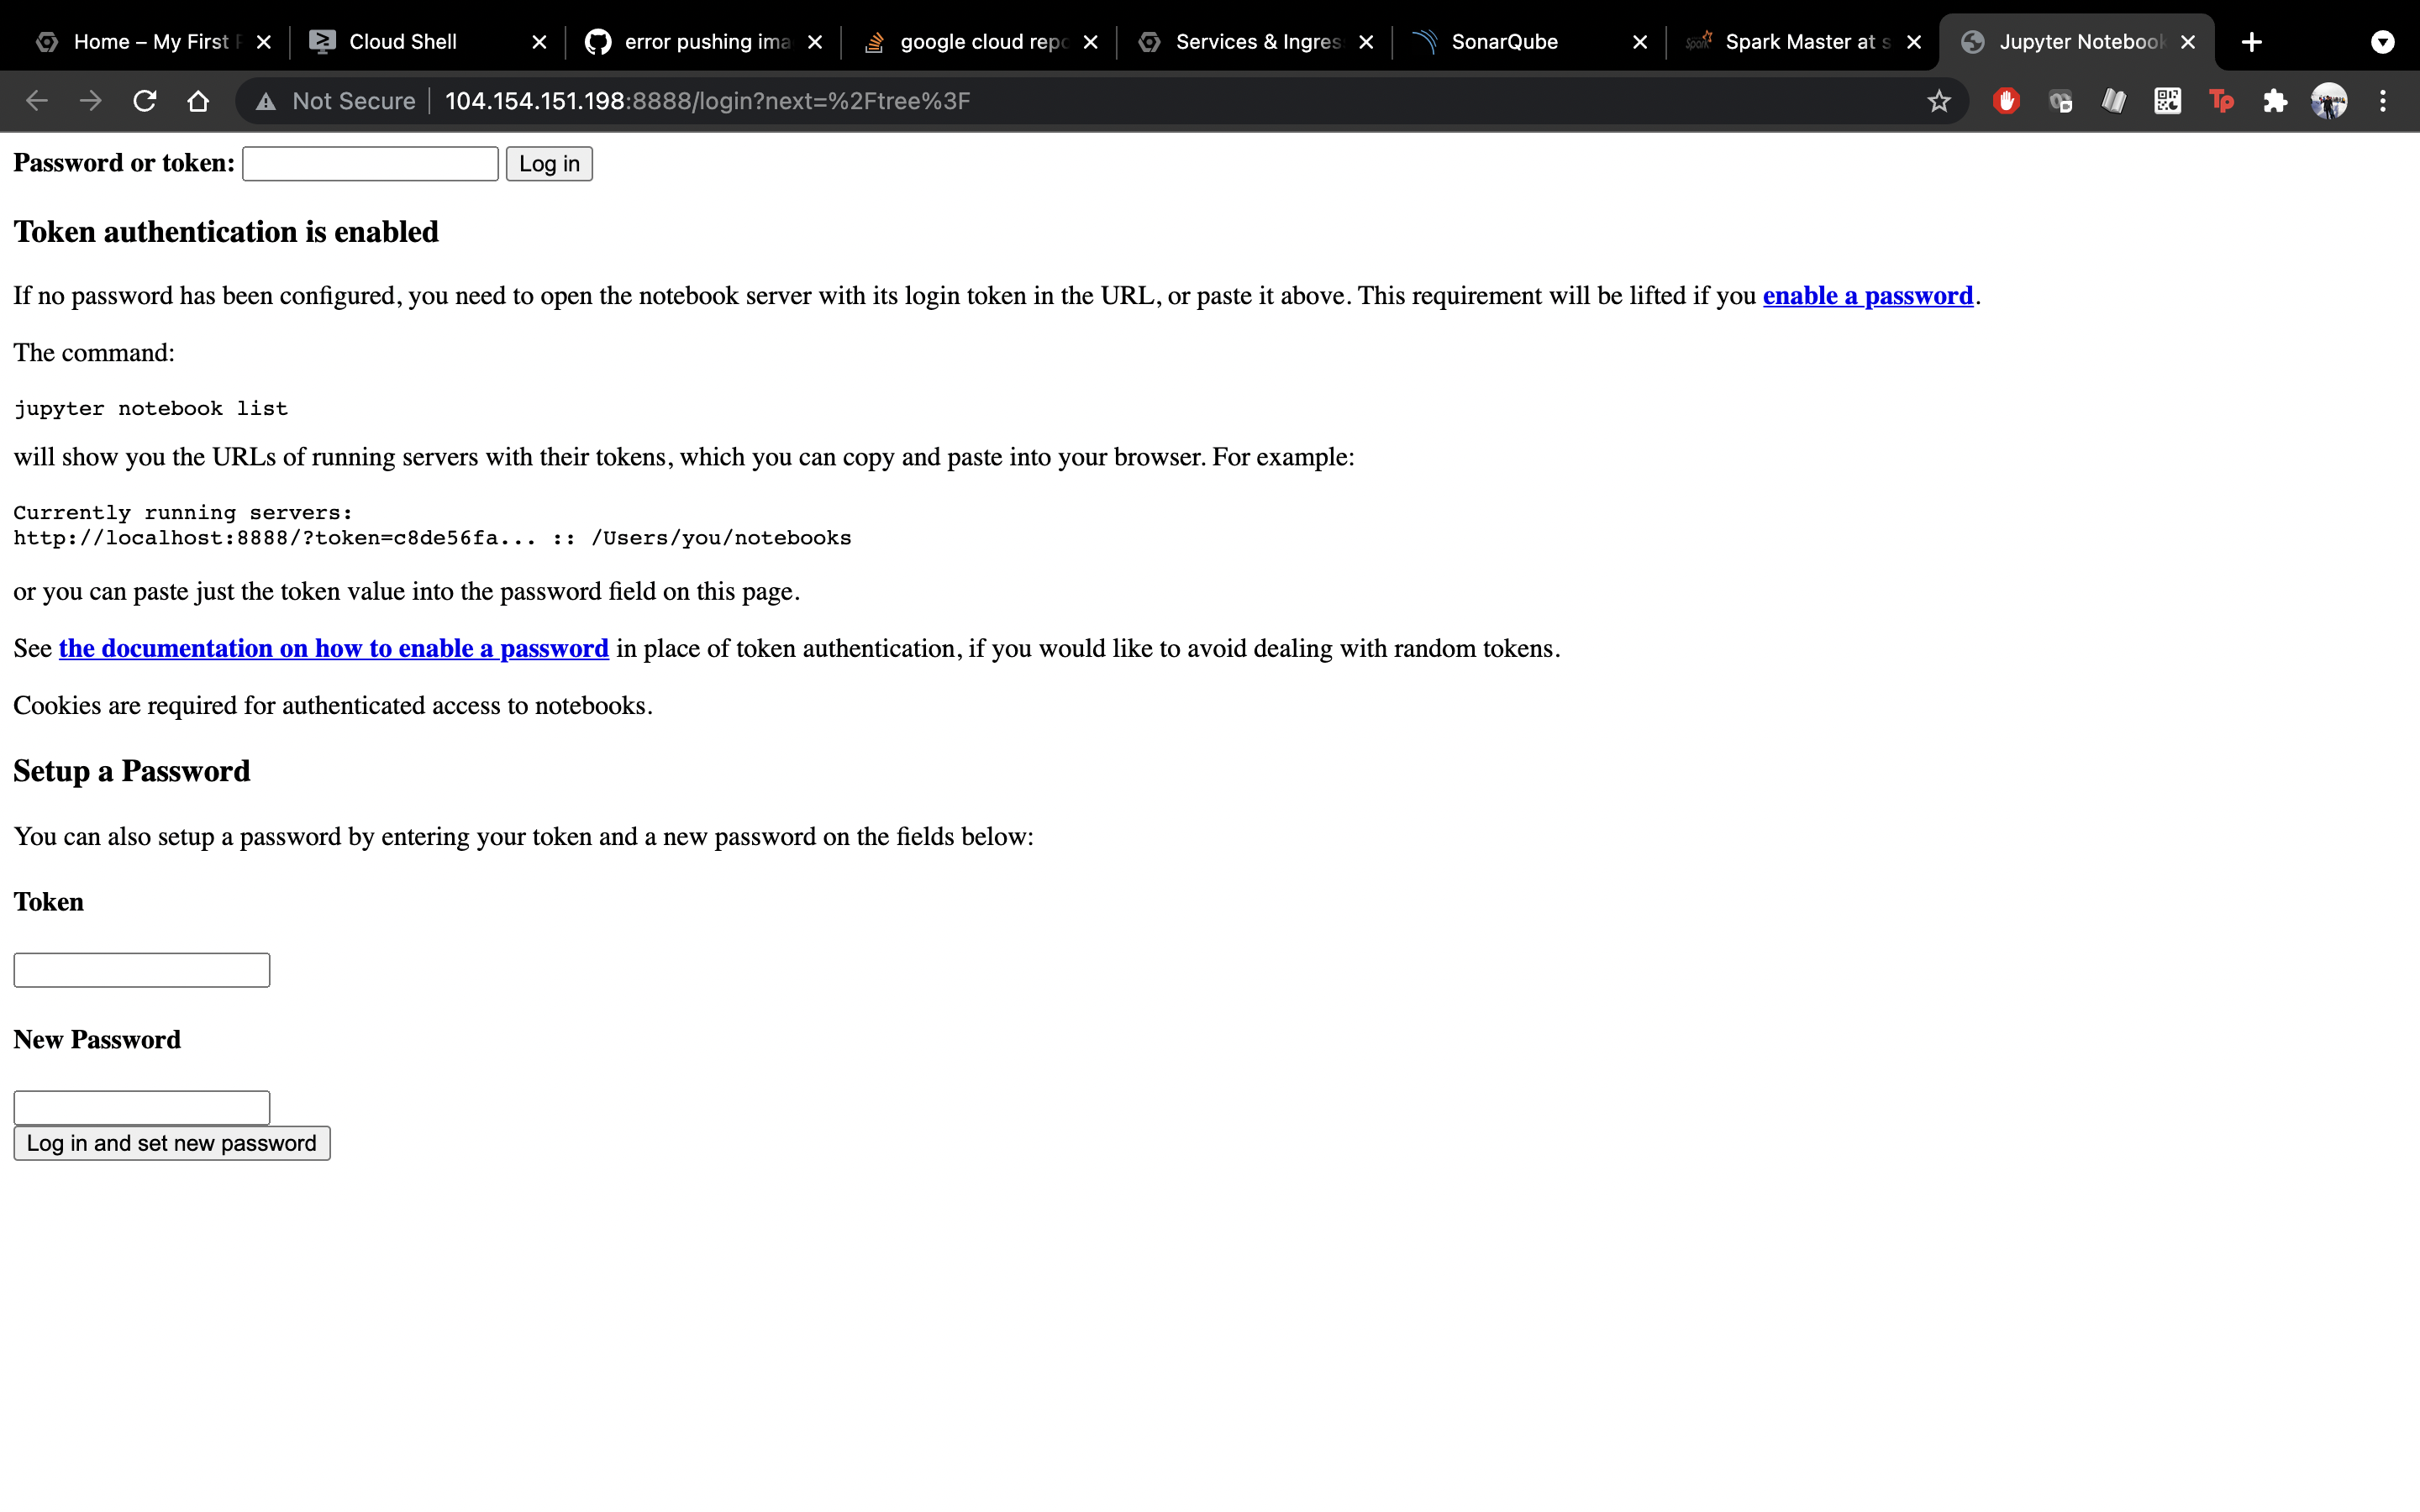 Home – My First
Cloud Shell
error pushing ima
google cloud repo
Services & Ingres
SonarQube
Spark Master at s
Jupyter Notebook
Not Secure
104.154.151.198:8888/login?next=%2Ftree%3F
Password or token:
Log in
Token authentication is enabled
If no password has been configured, you need to open the notebook server with its login token in the URL, or paste it above. This requirement will be lifted if you enable a password.
The command:
jupyter notebook list
will show you the URLs of running servers with their tokens, which you can copy and paste into your browser. For example:
Currently running servers:
http://localhost:8888/?token=c8de56fa... :: /Users/you/notebooks
or you can paste just the token value into the password field on this page.
See the documentation on how to enable a password in place of token authentication, if you would like to avoid dealing with random tokens.
Cookies are required for authenticated access to notebooks.
Setup a Password
You can also setup a password by entering your token and a new password on the fields below:
Token
New Password
Log in and set new password